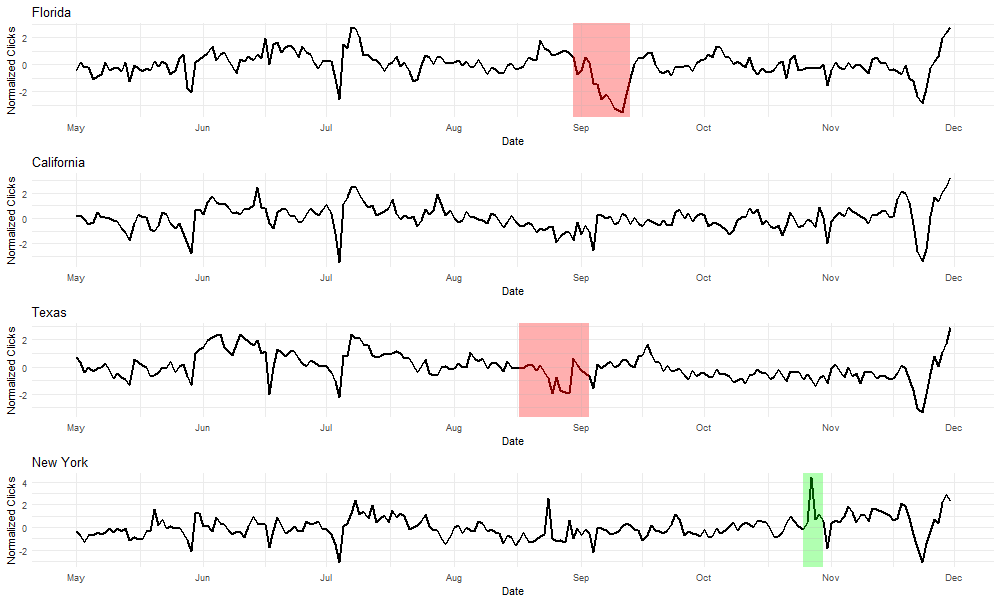 Florida
Normalized Clicks
2
0
-2
May Jun Jul Aug Sep Oct Nov Dec
Date
California
Normalized Clicks
2
0
-2
May Jun Jul Aug Sep Oct Nov Dec
Date
Texas
Normalized Clicks
2
0
-2
May Jun Jul Aug Sep Oct Nov Dec
Date
New York
Normalized Clicks
4
2
0
-2
May Jun Jul Aug Sep Oct Nov Dec
Date